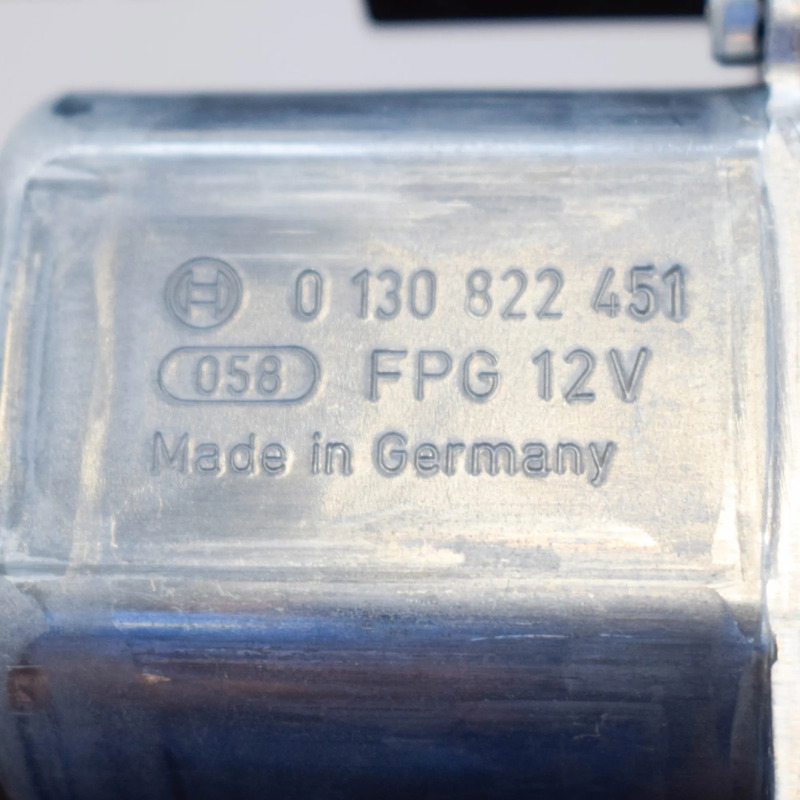 0 130 822 451
058 FPG 12V
Made in Germany